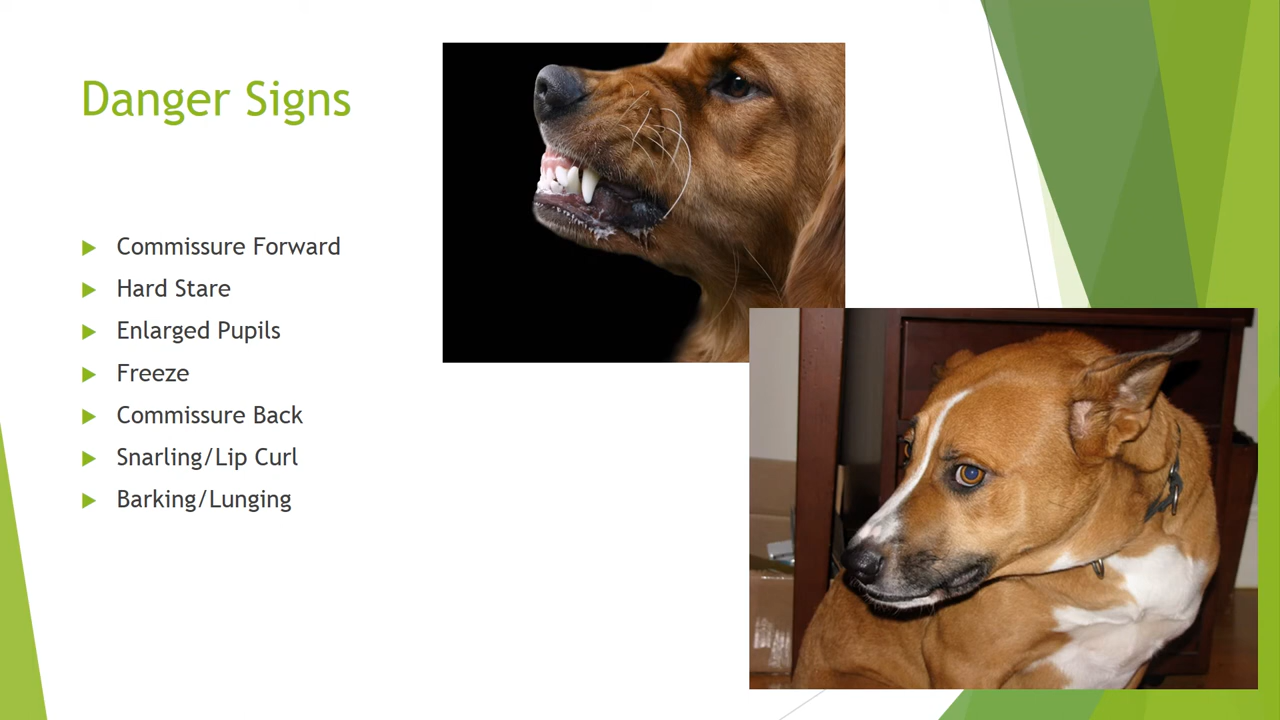 Danger Signs
Commissure Forward
Hard Stare
Enlarged Pupils
Freeze
Commissure Back
Snarling/Lip Curl
Barking/Lunging